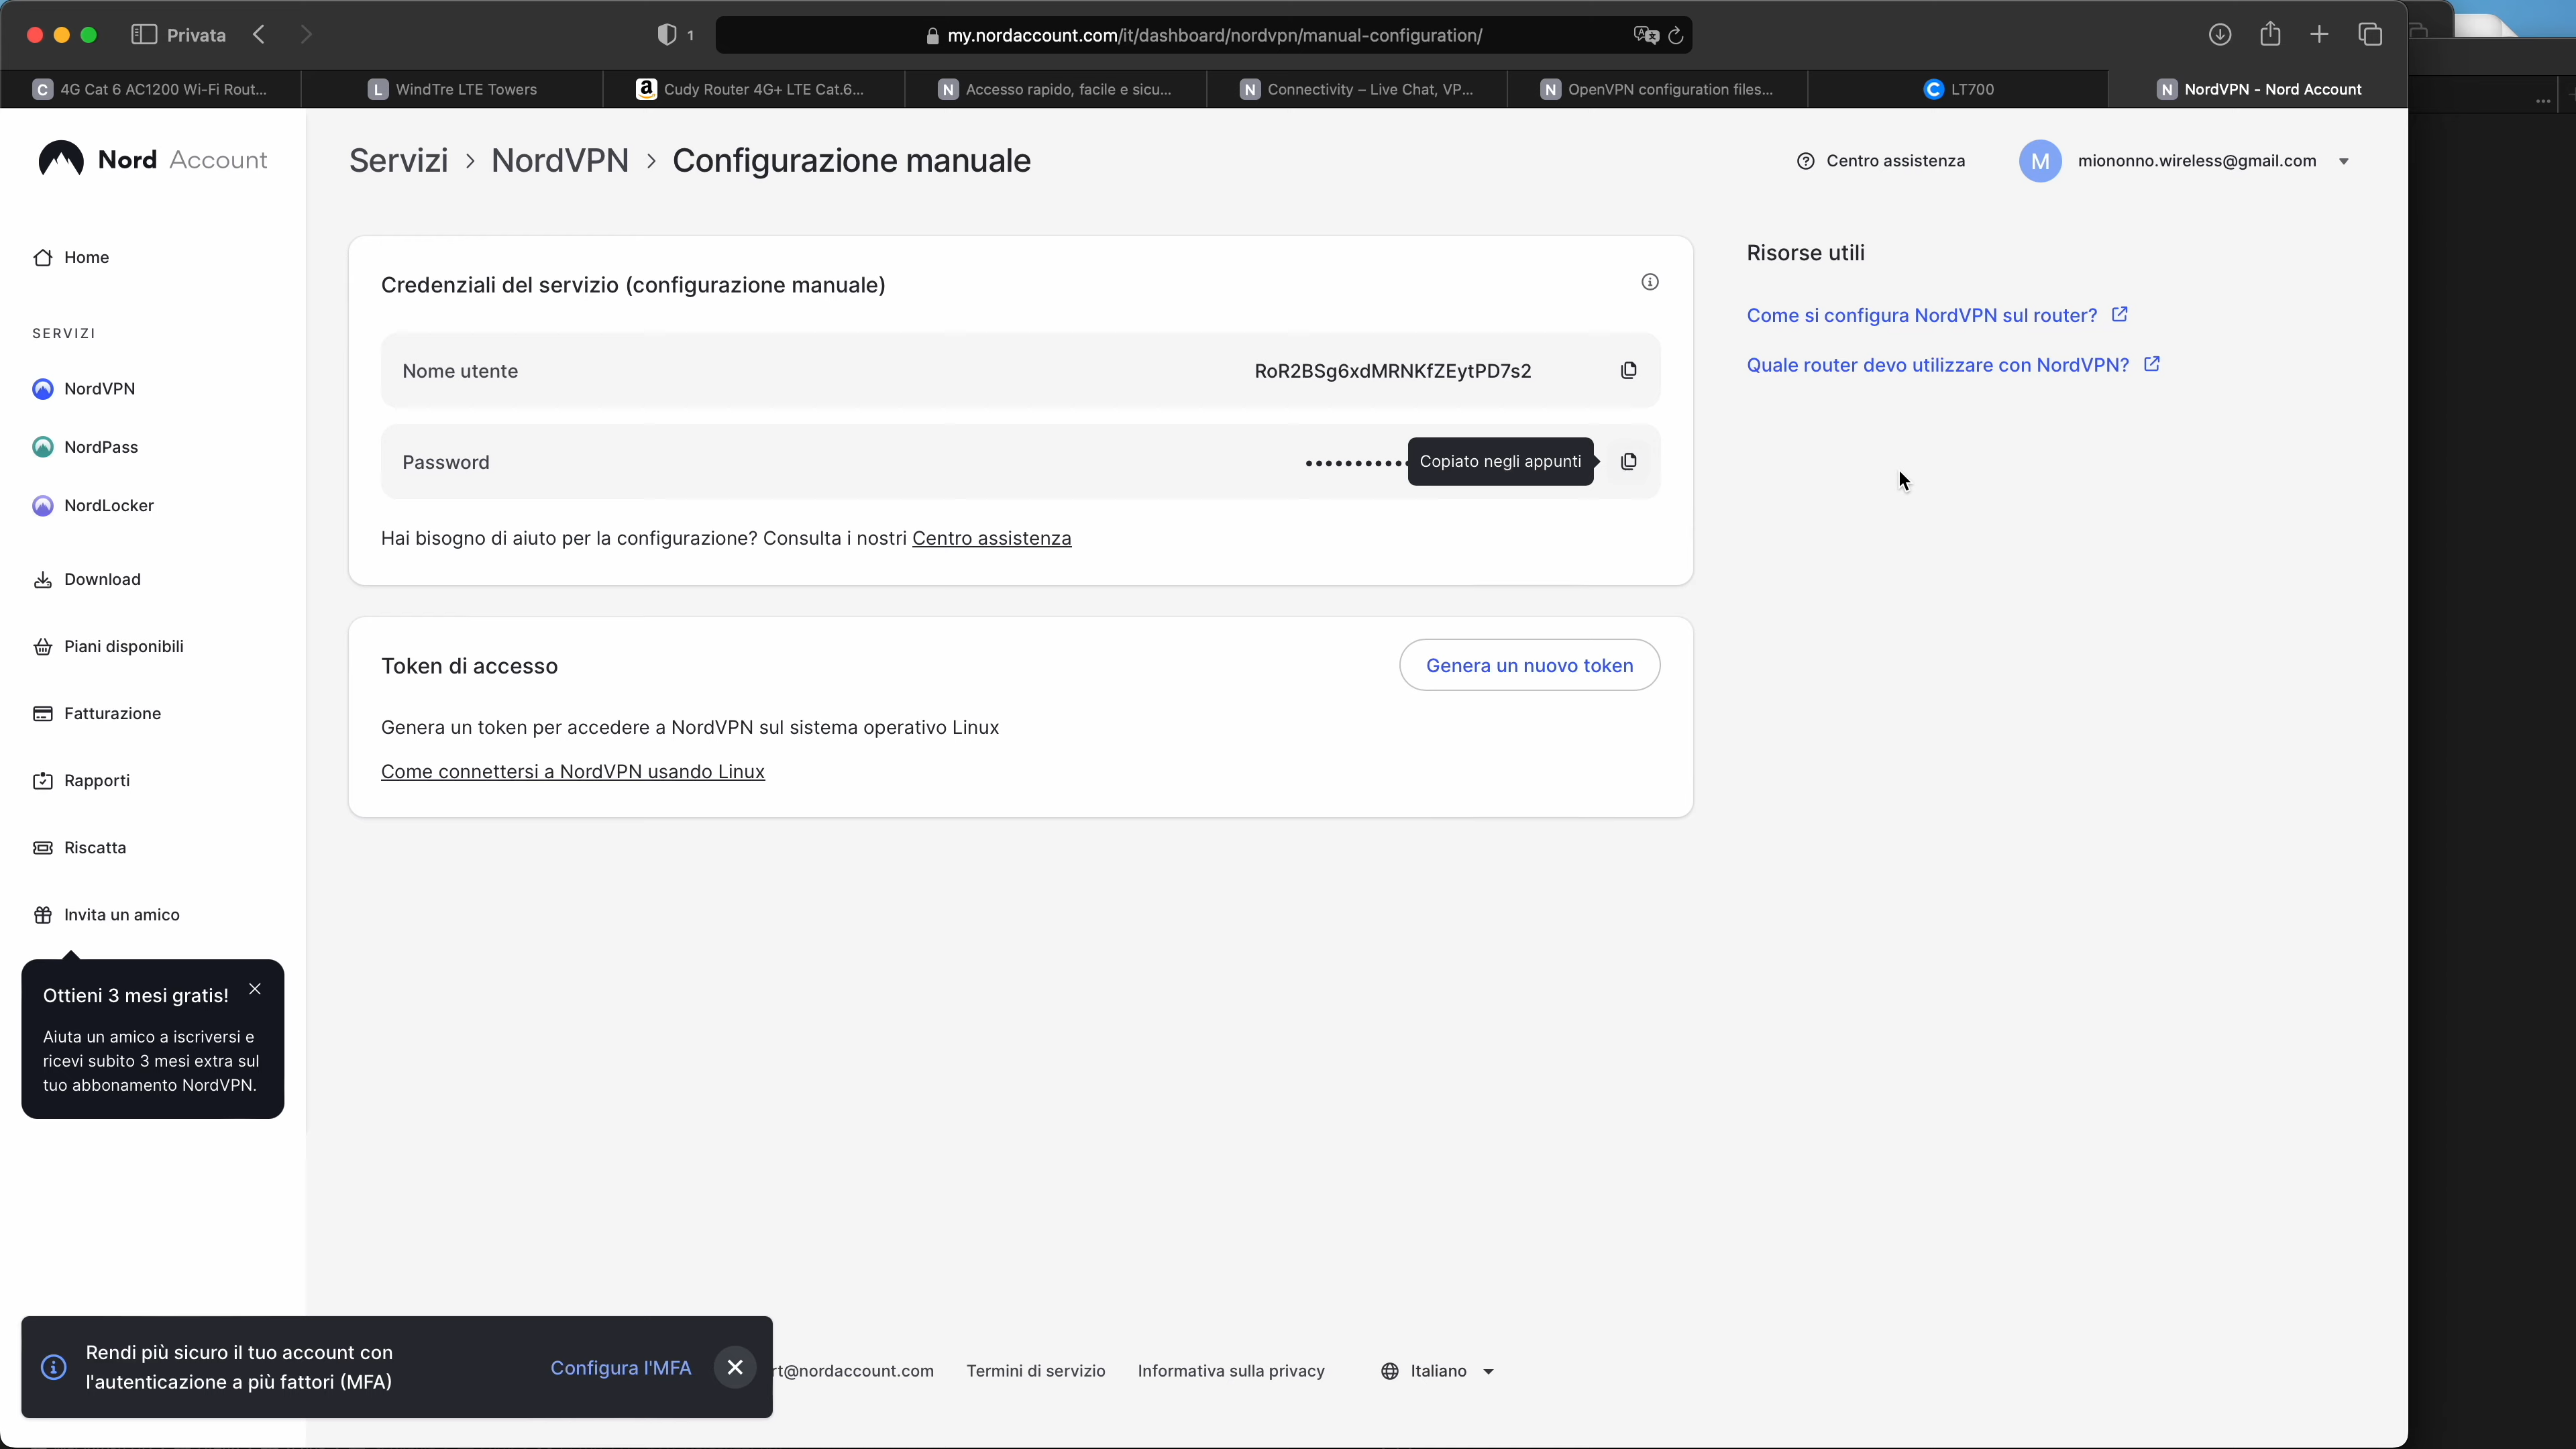 Privata
1
my.nordaccount.com/it/dashboard/nordvpn/manual-configuration/
4G Cat 6 AC1200 Wi-Fi Rout...
WindTre LTE Towers
Cudy Router 4G+ LTE Cat.6...
Accesso rapido, facile e sicu...
Connectivity – Live Chat, VP...
OpenVPN configuration files...
LT700
NordVPN - Nord Account
Nord Account
Servizi > NordVPN > Configurazione manuale
Centro assistenza
M
miononno.wireless@gmail.com
Home
SERVIZI
NordVPN
NordPass
NordLocker
Download
Piani disponibili
Fatturazione
Rapporti
Riscatta
Invita un amico
Ottieni 3 mesi gratis!
Aiuta un amico a iscriversi e
ricevi subito 3 mesi extra sul
tuo abbonamento NordVPN.
Credenziali del servizio (configurazione manuale)
Nome utente
RoR2BSg6xdMRNKfZEytPD7s2
Password
•••••••••••
Copiato negli appunti
Hai bisogno di aiuto per la configurazione? Consulta i nostri Centro assistenza
Token di accesso
Genera un nuovo token
Genera un token per accedere a NordVPN sul sistema operativo Linux
Come connettersi a NordVPN usando Linux
Risorse utili
Come si configura NordVPN sul router?
Quale router devo utilizzare con NordVPN?
Rendi più sicuro il tuo account con
l'autenticazione a più fattori (MFA)
Configura l'MFA
rt@nordaccount.com
Termini di servizio
Informativa sulla privacy
Italiano